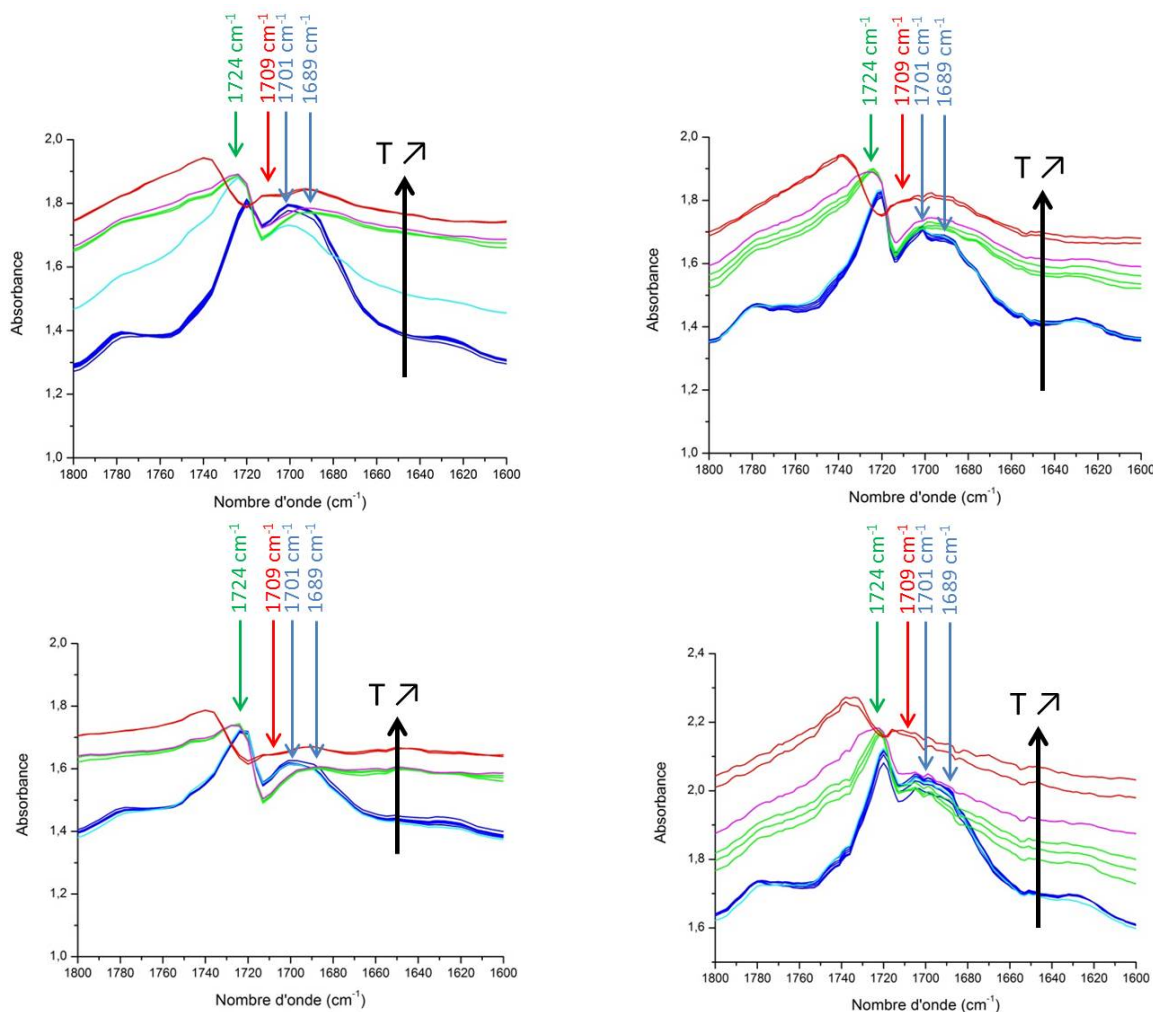 1724 cm-1
1709 cm-1
1701 cm-1
1689 cm-1
T ↗
2,0
1,8
1,6
1,4
1,2
1,0
Absorbance
1800 1780 1760 1740 1720 1700 1680 1660 1640 1620 1600
Nombre d'onde (cm-1)
1724 cm-1
1709 cm-1
1701 cm-1
1689 cm-1
T ↗
2,0
1,8
1,6
1,4
1,2
1,0
Absorbance
1800 1780 1760 1740 1720 1700 1680 1660 1640 1620 1600
Nombre d'onde (cm-1)
1724 cm-1
1709 cm-1
1701 cm-1
1689 cm-1
T ↗
2,0
1,8
1,6
1,4
1,2
1,0
Absorbance
1800 1780 1760 1740 1720 1700 1680 1660 1640 1620 1600
Nombre d'onde (cm-1)
1724 cm-1
1709 cm-1
1701 cm-1
1689 cm-1
T ↗
2,4
2,2
2,0
1,8
1,6
Absorbance
1800 1780 1760 1740 1720 1700 1680 1660 1640 1620 1600
Nombre d'onde (cm-1)